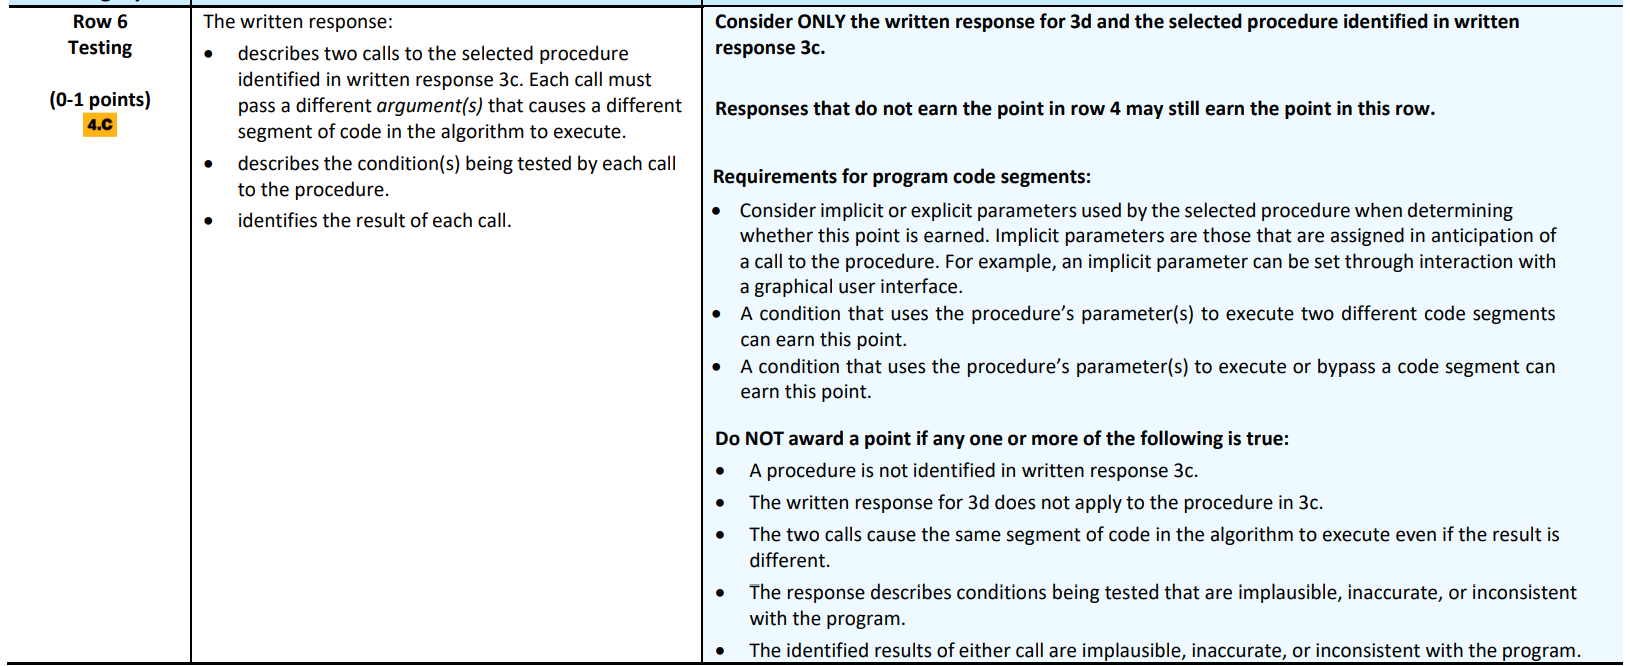 Row 6
Testing
(0-1 points)
4.C
The written response:
• describes two calls to the selected procedure
identified in written response 3c. Each call must
pass a different argument(s) that causes a different
segment of code in the algorithm to execute.
• describes the condition(s) being tested by each call
to the procedure.
• identifies the result of each call.
Consider ONLY the written response for 3d and the selected procedure identified in written
response 3c.
Responses that do not earn the point in row 4 may still earn the point in this row.
Requirements for program code segments:
• Consider implicit or explicit parameters used by the selected procedure when determining
whether this point is earned. Implicit parameters are those that are assigned in anticipation of
a call to the procedure. For example, an implicit parameter can be set through interaction with
a graphical user interface.
• A condition that uses the procedure’s parameter(s) to execute two different code segments
can earn this point.
• A condition that uses the procedure’s parameter(s) to execute or bypass a code segment can
earn this point.
Do NOT award a point if any one or more of the following is true:
• A procedure is not identified in written response 3c.
• The written response for 3d does not apply to the procedure in 3c.
• The two calls cause the same segment of code in the algorithm to execute even if the result is
different.
• The response describes conditions being tested that are implausible, inaccurate, or inconsistent
with the program.
• The identified results of either call are implausible, inaccurate, or inconsistent with the program.